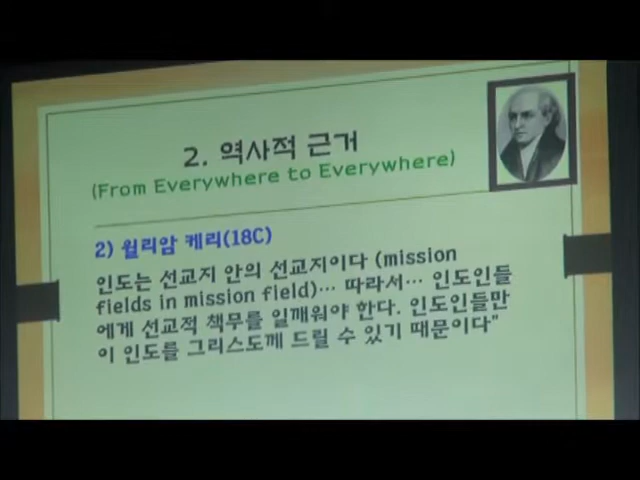 2. 역사적 근거
(From Everywhere to Everywhere)
2) 윌리암 케리(18C)
인도는 선교지 안의 선교지이다 (mission
fields in mission field)… 따라서… 인도인들
에게 선교적 책무를 일깨워야 한다. 인도인들만
이 인도를 그리스도께 드릴 수 있기 때문이다”